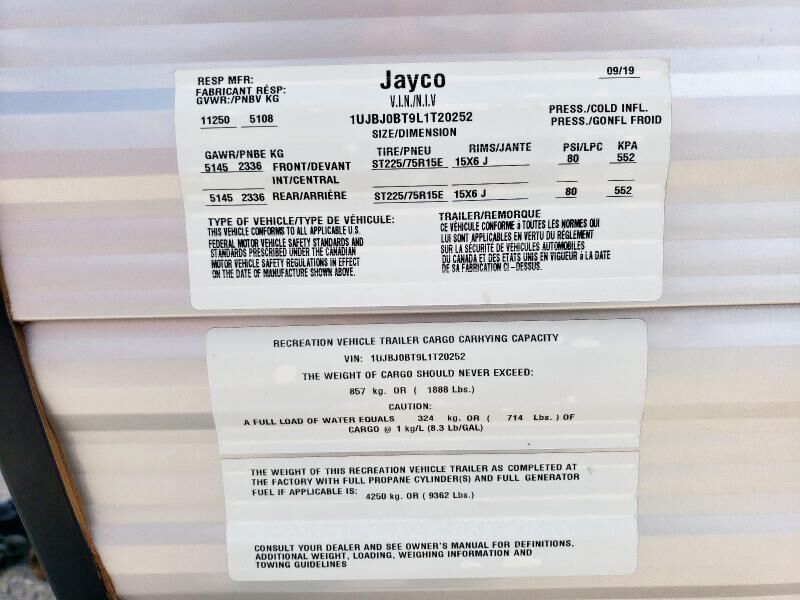 RESP MFR:
Jayco
09/19
FABRICANT RÉSP:
GVWR:/PNBV KG
V.I.N./N.I.V
11250 5108
1UJBJ0BT9L1T20252
PRESS./COLD INFL.
PRESS./GONFL FROID
SIZE/DIMENSION
GAWR/PNBE KG TIRE/PNEU RIMS/JANTE PSI/LPC KPA
5145 2336 FRONT/DEVANT ST225/75R15E 15X6 J 80 552
INT/CENTRAL
5145 2336 REAR/ARRIÈRE ST225/75R15E 15X6 J 80 552
TYPE OF VEHICLE/TYPE DE VÉHICULE:
THIS VEHICLE CONFORMS TO ALL APPLICABLE U.S.
FEDERAL MOTOR VEHICLE SAFETY STANDARDS AND
STANDARDS PRESCRIBED UNDER THE CANADIAN
MOTOR VEHICLE SAFETY REGULATIONS IN EFFECT
ON THE DATE OF MANUFACTURE SHOWN ABOVE.
TRAILER/REMORQUE
CE VÉHICULE CONFORME à TOUTES LES NORMES QUI
LUI SONT APPLICABLES EN VERTU DU RÈGLEMENT
SUR LA SÉCURITÉ DE VÉHICULES AUTOMOBILES
DU CANADA ET DES ETATS UNIS EN VIGUEUR à LA DATE
DE SA FABRICATION CI-DESSUS.
RECREATION VEHICLE TRAILER CARGO CARHYING CAPACITY
VIN: 1UJBJ0BT9L1T20252
THE WEIGHT OF CARGO SHOULD NEVER EXCEED:
857 kg. OR ( 1888 Lbs.)
CAUTION:
A FULL LOAD OF WATER EQUALS 324 kg. OR ( 714 Lbs. ) OF
CARGO @ 1 kg/L (8.3 Lb/GAL)
THE WEIGHT OF THIS RECREATION VEHICLE TRAILER AS COMPLETED AT
THE FACTORY WITH FULL PROPANE CYLINDER(S) AND FULL GENERATOR
FUEL IF APPLICABLE IS: 4250 kg. OR ( 9362 Lbs.)
CONSULT YOUR DEALER AND SEE OWNER'S MANUAL FOR DEFINITIONS,
ADDITIONAL WEIGHT, LOADING, WEIGHING INFORMATION AND
TOWING GUIDELINES